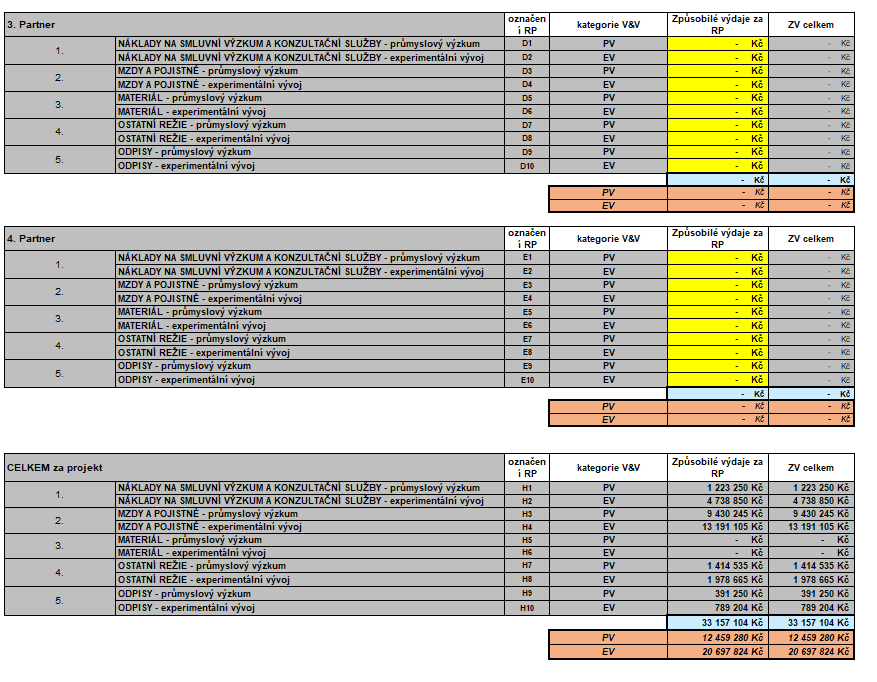 3. Partner označen í RP kategorie V&V Způsobilé výdaje za RP ZV celkem
1. NÁKLADY NA SMLUVNÍ VÝZKUM A KONZULTAČNÍ SLUŽBY - průmyslový výzkum D1 PV - Kč - Kč
NÁKLADY NA SMLUVNÍ VÝZKUM A KONZULTAČNÍ SLUŽBY - experimentální vývoj D2 EV - Kč - Kč
2. MZDY A POJISTNÉ - průmyslový výzkum D3 PV - Kč - Kč
MZDY A POJISTNÉ - experimentální vývoj D4 EV - Kč - Kč
3. MATERIÁL - průmyslový výzkum D5 PV - Kč - Kč
MATERIÁL - experimentální vývoj D6 EV - Kč - Kč
4. OSTATNÍ REŽIE - průmyslový výzkum D7 PV - Kč - Kč
OSTATNÍ REŽIE - experimentální vývoj D8 EV - Kč - Kč
5. ODPISY - průmyslový výzkum D9 PV - Kč - Kč
ODPISY - experimentální vývoj D10 EV - Kč - Kč
- Kč - Kč
PV - Kč - Kč
EV - Kč - Kč
4. Partner označen í RP kategorie V&V Způsobilé výdaje za RP ZV celkem
1. NÁKLADY NA SMLUVNÍ VÝZKUM A KONZULTAČNÍ SLUŽBY - průmyslový výzkum E1 PV - Kč - Kč
NÁKLADY NA SMLUVNÍ VÝZKUM A KONZULTAČNÍ SLUŽBY - experimentální vývoj E2 EV - Kč - Kč
2. MZDY A POJISTNÉ - průmyslový výzkum E3 PV - Kč - Kč
MZDY A POJISTNÉ - experimentální vývoj E4 EV - Kč - Kč
3. MATERIÁL - průmyslový výzkum E5 PV - Kč - Kč
MATERIÁL - experimentální vývoj E6 EV - Kč - Kč
4. OSTATNÍ REŽIE - průmyslový výzkum E7 PV - Kč - Kč
OSTATNÍ REŽIE - experimentální vývoj E8 EV - Kč - Kč
5. ODPISY - průmyslový výzkum E9 PV - Kč - Kč
ODPISY - experimentální vývoj E10 EV - Kč - Kč
- Kč - Kč
PV - Kč - Kč
EV - Kč - Kč
CELKEM za projekt označen í RP kategorie V&V Způsobilé výdaje za RP ZV celkem
1. NÁKLADY NA SMLUVNÍ VÝZKUM A KONZULTAČNÍ SLUŽBY - průmyslový výzkum H1 PV 1 223 250 Kč 1 223 250 Kč
NÁKLADY NA SMLUVNÍ VÝZKUM A KONZULTAČNÍ SLUŽBY - experimentální vývoj H2 EV 4 738 850 Kč 4 738 850 Kč
2. MZDY A POJISTNÉ - průmyslový výzkum H3 PV 9 430 245 Kč 9 430 245 Kč
MZDY A POJISTNÉ - experimentální vývoj H4 EV 13 191 105 Kč 13 191 105 Kč
3. MATERIÁL - průmyslový výzkum H5 PV - Kč - Kč
MATERIÁL - experimentální vývoj H6 EV - Kč - Kč
4. OSTATNÍ REŽIE - průmyslový výzkum H7 PV 1 414 535 Kč 1 414 535 Kč
OSTATNÍ REŽIE - experimentální vývoj H8 EV 1 978 665 Kč 1 978 665 Kč
5. ODPISY - průmyslový výzkum H9 PV 391 250 Kč 391 250 Kč
ODPISY - experimentální vývoj H10 EV 789 204 Kč 789 204 Kč
33 157 104 Kč 33 157 104 Kč
PV 12 459 280 Kč 12 459 280 Kč
EV 20 697 824 Kč 20 697 824 Kč